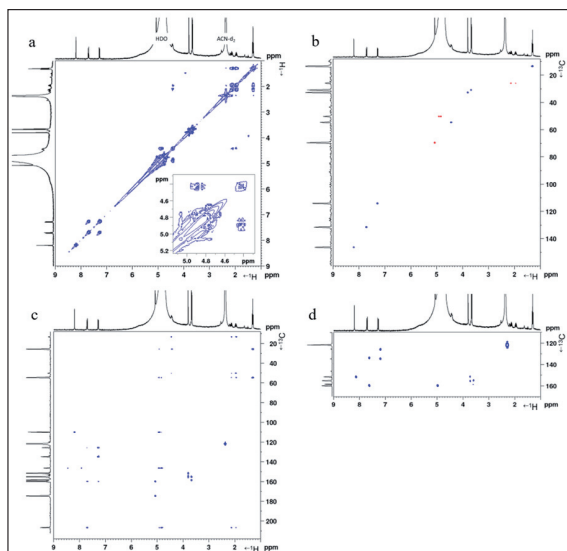 a
HDO
ACN-d₂
ppm
←¹H
2
3
4
5
6
7
8
9
ppm
4.6
4.8
5.0
5.2
5.0 4.8 4.6 ppm
9 8 7 6 5 4 3 2 ←¹H ppm
b
ppm
←¹³C
20
40
60
80
100
120
140
9 8 7 6 5 4 3 2 ←¹H ppm
c
ppm
←¹³C
20
30
50
80
100
120
140
160
180
200
9 8 7 6 5 4 3 2 ←¹H ppm
d
ppm
←¹³C
120
140
160
9 8 7 6 5 4 3 2 ←¹H ppm